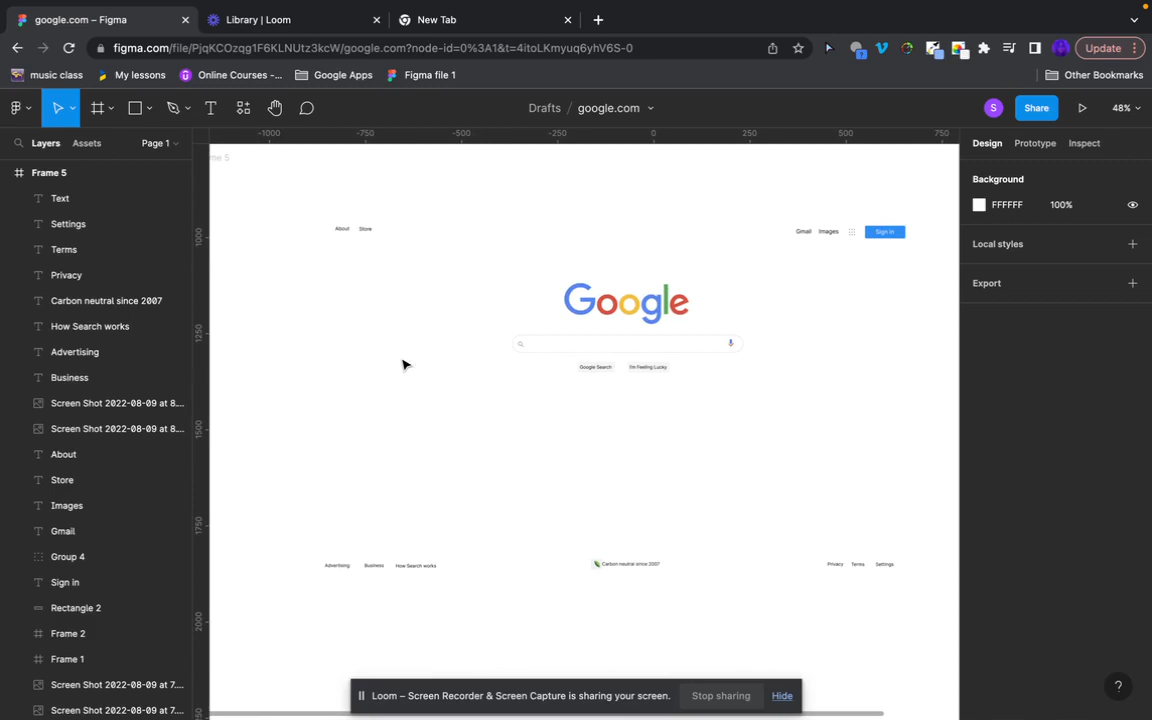 google.com – Figma
Library | Loom
New Tab
figma.com/file/PjqKCOzqg1F6KLNUtz3kcW/google.com?node-id=0%3A1&t=4itoLKmyuq6yhV6S-0
Update
music class
My lessons
Online Courses -...
Google Apps
Figma file 1
Other Bookmarks
Drafts / google.com
S
Share
48%
Layers
Assets
Page 1
-1000
-750
-500
-250
0
250
500
750
Design
Prototype
Inspect
me 5
Frame 5
Background
Text
FFFFFF
100%
Settings
About
Store
Gmail
Images
Sign in
Terms
Local styles
1000
Privacy
Export
Carbon neutral since 2007
Google
How Search works
1250
Advertising
Google Search
I'm Feeling Lucky
Business
Screen Shot 2022-08-09 at 8....
Screen Shot 2022-08-09 at 8....
1500
About
Store
Images
1750
Gmail
Group 4
Advertising
Business
How Search works
Carbon neutral since 2007
Privacy
Terms
Settings
Sign in
2000
Rectangle 2
Frame 2
Frame 1
Screen Shot 2022-08-09 at 7....
Screen Shot 2022-08-09 at 7....
Loom – Screen Recorder & Screen Capture is sharing your screen.
Stop sharing
Hide
?